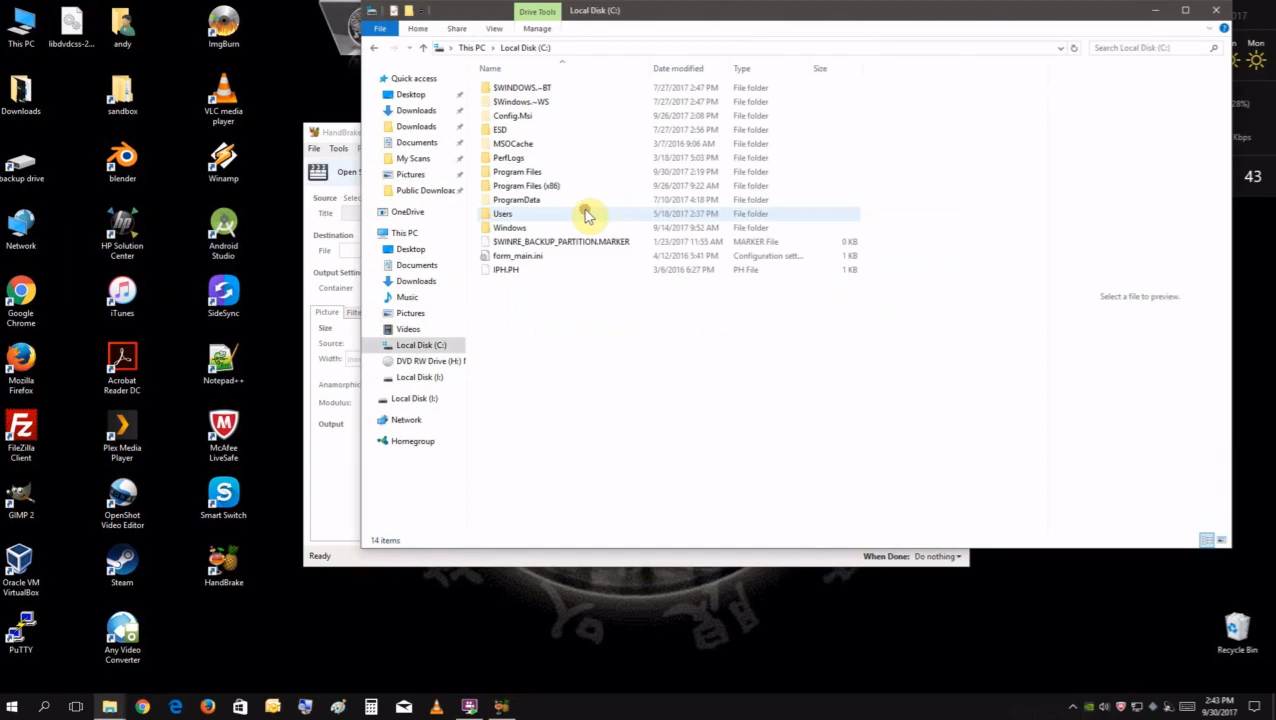 This PC
libdvdcss-2...
andy
ImgBurn
Downloads
sandbox
VLC media
player
backup drive
blender
Winamp
Network
HP Solution
Center
Android
Studio
Google
Chrome
iTunes
SideSync
Mozilla
Firefox
Acrobat
Reader DC
Notepad++
FileZilla
Client
Plex Media
Player
McAfee
LiveSafe
GIMP 2
OpenShot
Video Editor
Smart Switch
Oracle VM
VirtualBox
Steam
HandBrake
PuTTY
Any Video
Converter
HandBrake
File Tools
Open S
Source Selec
Title
Destination
File
Output Setting
Container
Picture Filte
Size
Source:
Width:
Anamorphic
Modulus:
Output
Ready
When Done: Do nothing
Drive Tools
Local Disk (C:)
File Home Share View Manage
This PC > Local Disk (C:)
Search Local Disk (C:)
Quick access
Desktop
Downloads
Downloads
Documents
My Scans
Pictures
Public Downloac
OneDrive
This PC
Desktop
Documents
Downloads
Music
Pictures
Videos
Local Disk (C:)
DVD RW Drive (H:)
Local Disk (I:)
Local Disk (I:)
Network
Homegroup
Name Date modified Type Size
$WINDOWS.~BT 7/27/2017 2:47 PM File folder
$Windows.~WS 7/27/2017 2:47 PM File folder
Config.Msi 9/26/2017 2:08 PM File folder
ESD 7/27/2017 2:56 PM File folder
MSOCache 3/7/2016 9:06 AM File folder
PerfLogs 3/18/2017 5:03 PM File folder
Program Files 9/30/2017 2:19 PM File folder
Program Files (x86) 9/26/2017 9:22 AM File folder
ProgramData 7/10/2017 4:18 PM File folder
Users 5/18/2017 2:37 PM File folder
Windows 9/14/2017 9:52 AM File folder
$WINRE_BACKUP_PARTITION.MARKER 1/23/2017 11:55 AM MARKER File 0 KB
form_main.ini 4/12/2016 5:41 PM Configuration sett... 1 KB
IPH.PH 3/6/2016 6:27 PM PH File 1 KB
Select a file to preview.
14 items
2017
Mon
28%)
Kbps
43
Recycle Bin
2:43 PM
9/30/2017